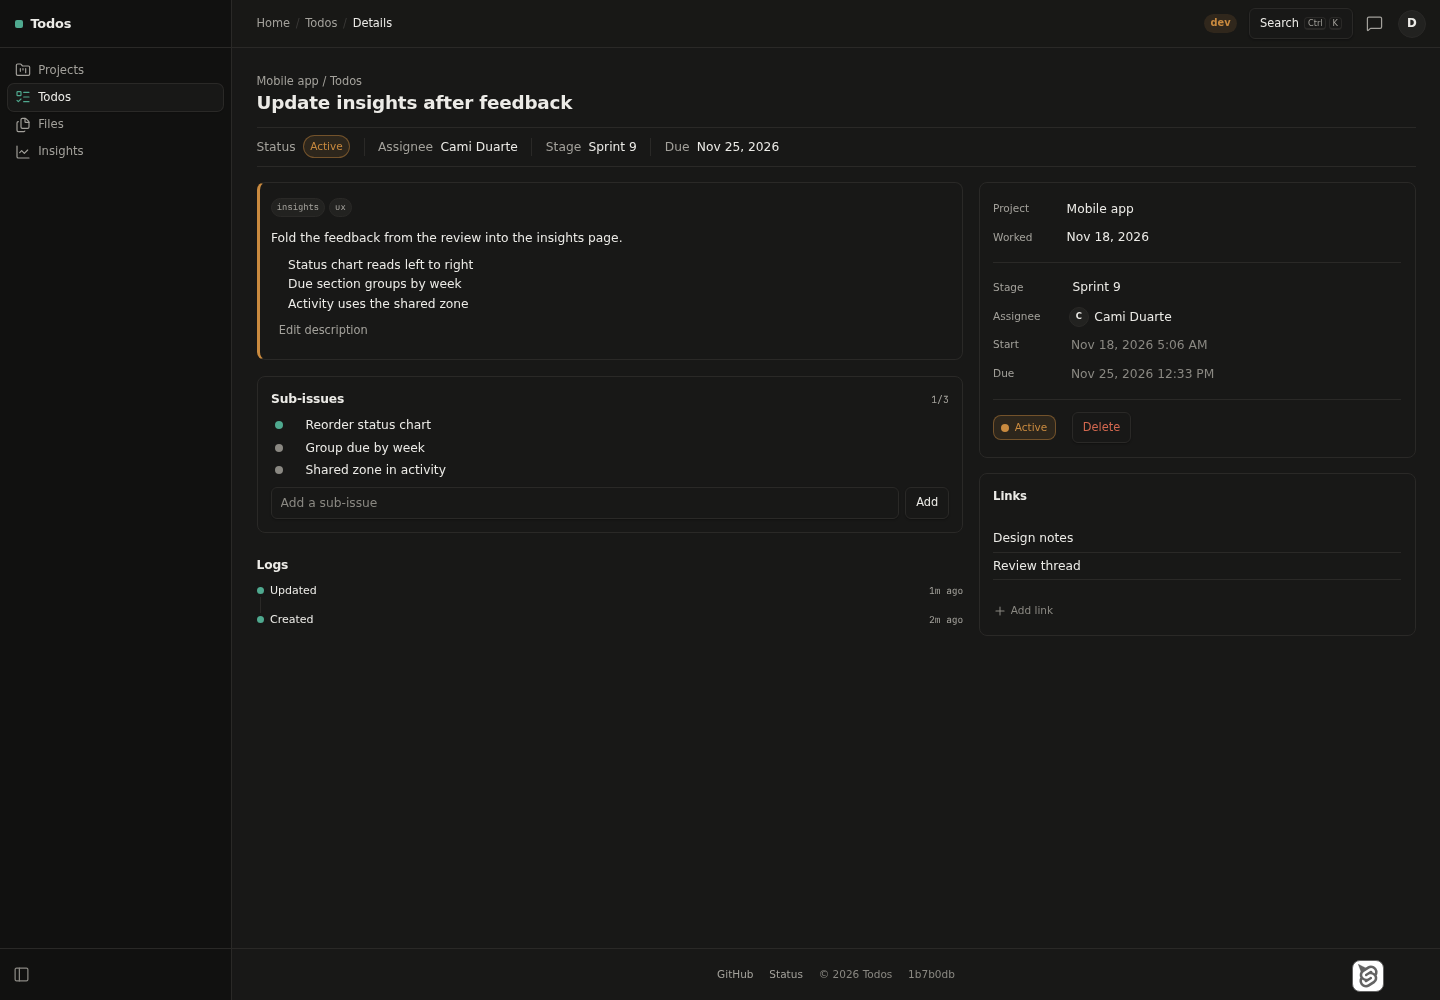 Todos
Home / Todos / Details
dev
Search Ctrl K
D
Projects
Todos
Files
Insights
Mobile app / Todos
Update insights after feedback
Status Active Assignee Cami Duarte Stage Sprint 9 Due Nov 25, 2026
insights ux
Fold the feedback from the review into the insights page.
Status chart reads left to right
Due section groups by week
Activity uses the shared zone
Edit description
Sub-issues 1/3
Reorder status chart
Group due by week
Shared zone in activity
Add a sub-issue Add
Logs
Updated 1m ago
Created 2m ago
Project Mobile app
Worked Nov 18, 2026
Stage Sprint 9
Assignee C Cami Duarte
Start Nov 18, 2026 5:06 AM
Due Nov 25, 2026 12:33 PM
Active Delete
Links
Design notes
Review thread
Add link
GitHub Status © 2026 Todos 1b7b0db